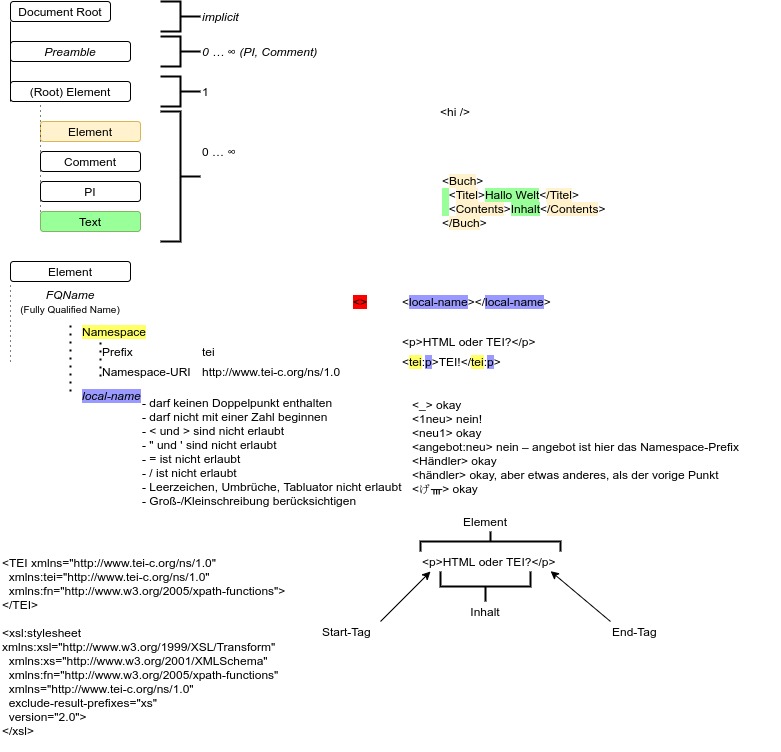 Document Root
implicit
Preamble
0 … ∞ (PI, Comment)
(Root) Element
1
<hi />
Element
Comment
0 … ∞
PI
Text
<Buch>
<Titel>Hallo Welt</Titel>
<Contents>Inhalt</Contents>
</Buch>
Element
FQName
(Fully Qualified Name)
<>
<local-name></local-name>
Namespace
Prefix
tei
Namespace-URI
http://www.tei-c.org/ns/1.0
<p>HTML oder TEI?</p>
<tei:p>TEI!</tei:p>
local-name
- darf keinen Doppelpunkt enthalten
- darf nicht mit einer Zahl beginnen
- < und > sind nicht erlaubt
- " und ' sind nicht erlaubt
- = ist nicht erlaubt
- / ist nicht erlaubt
- Leerzeichen, Umbrüche, Tabluator nicht erlaubt
- Groß-/Kleinschreibung berücksichtigen
<_> okay
<1neu> nein!
<neu1> okay
<angebot:neu> nein – angebot ist hier das Namespace-Prefix
<Händler> okay
<händler> okay, aber etwas anderes, als der vorige Punkt
okay
Element
<p>HTML oder TEI?</p>
Inhalt
Start-Tag
End-Tag
<TEI xmlns="http://www.tei-c.org/ns/1.0"
xmlns:tei="http://www.tei-c.org/ns/1.0"
xmlns:fn="http://www.w3.org/2005/xpath-functions">
</TEI>
<xsl:stylesheet
xmlns:xsl="http://www.w3.org/1999/XSL/Transform"
xmlns:xs="http://www.w3.org/2001/XMLSchema"
xmlns:fn="http://www.w3.org/2005/xpath-functions"
xmlns="http://www.tei-c.org/ns/1.0"
exclude-result-prefixes="xs"
version="2.0">
</xsl>